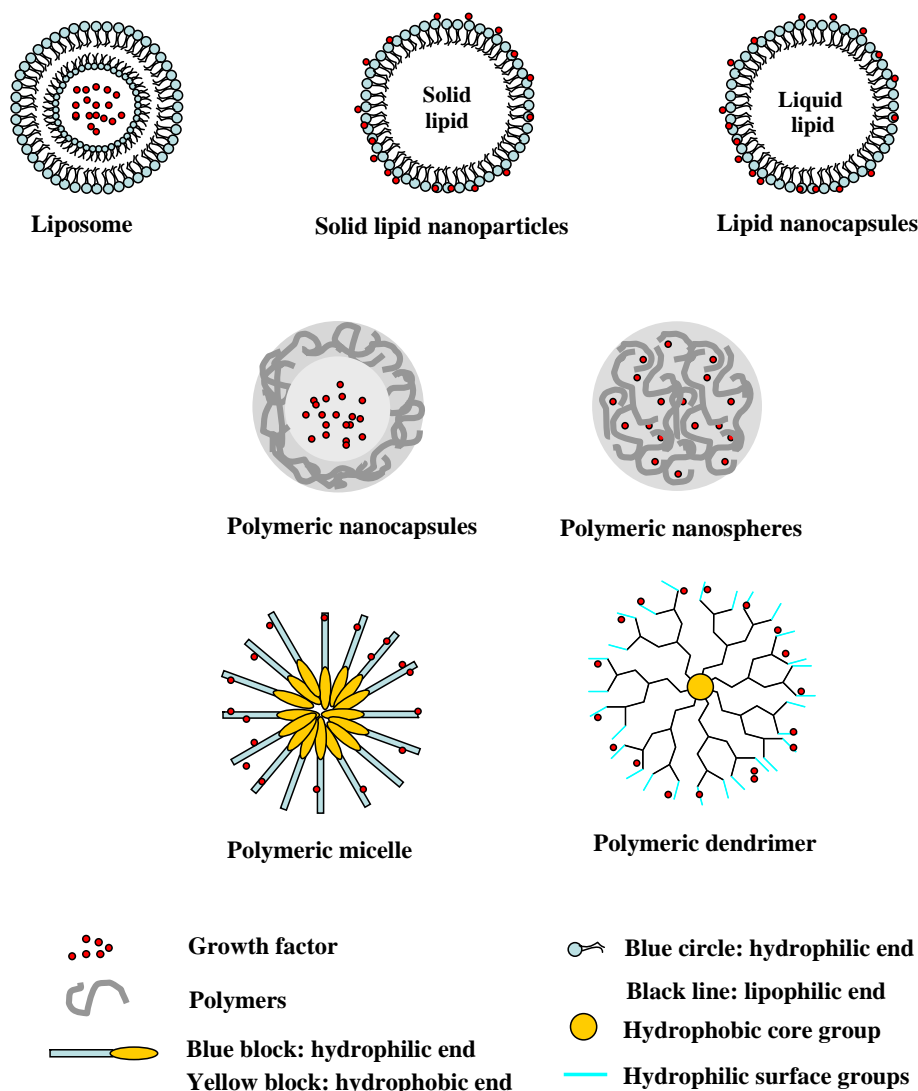 Solid
lipid
Liquid
lipid
Liposome
Solid lipid nanoparticles
Lipid nanocapsules
Polymeric nanocapsules
Polymeric nanospheres
Polymeric micelle
Polymeric dendrimer
Growth factor
Polymers
Blue block: hydrophilic end
Yellow block: hydrophobic end
Blue circle: hydrophilic end
Black line: lipophilic end
Hydrophobic core group
Hydrophilic surface groups